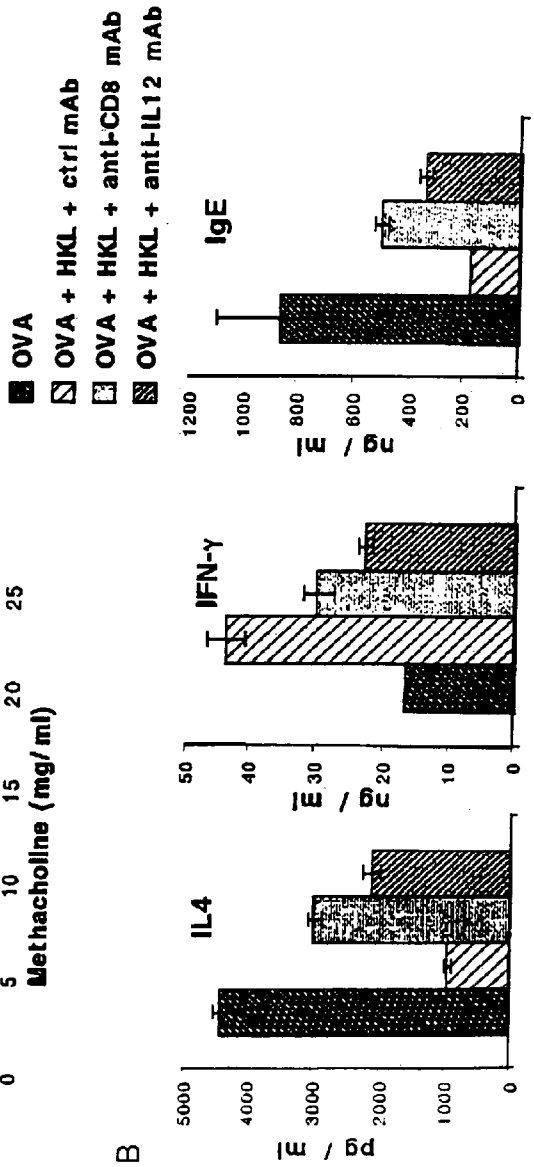 0 5 10 15 20 25
Methacholine (mg/ml)
OVA
OVA + HKL + ctrl mAb
OVA + HKL + anti-CD8 mAb
OVA + HKL + anti-IL12 mAb
B
IL4
pg / ml
5000
4000
3000
2000
1000
0
IFN-γ
ng / ml
50
40
30
20
10
0
IgE
ng / ml
1200
1000
800
600
400
200
0